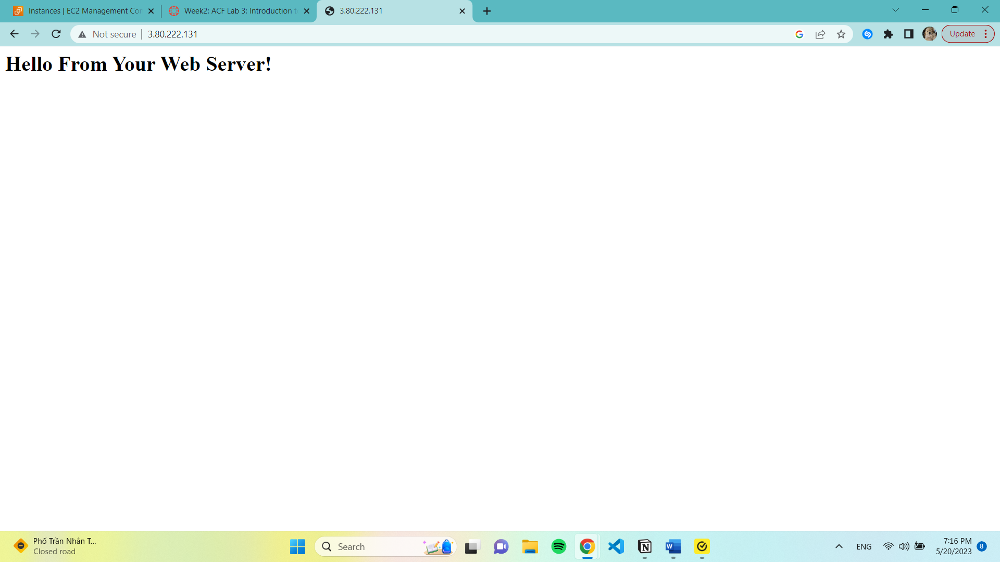 Instances | EC2 Management Con
Week2: ACF Lab 3: Introduction to
3.80.222.131
Not secure
3.80.222.131
Update
Hello From Your Web Server!
Phố Trần Nhân T...
Closed road
Search
ENG
7:16 PM
5/20/2023
8